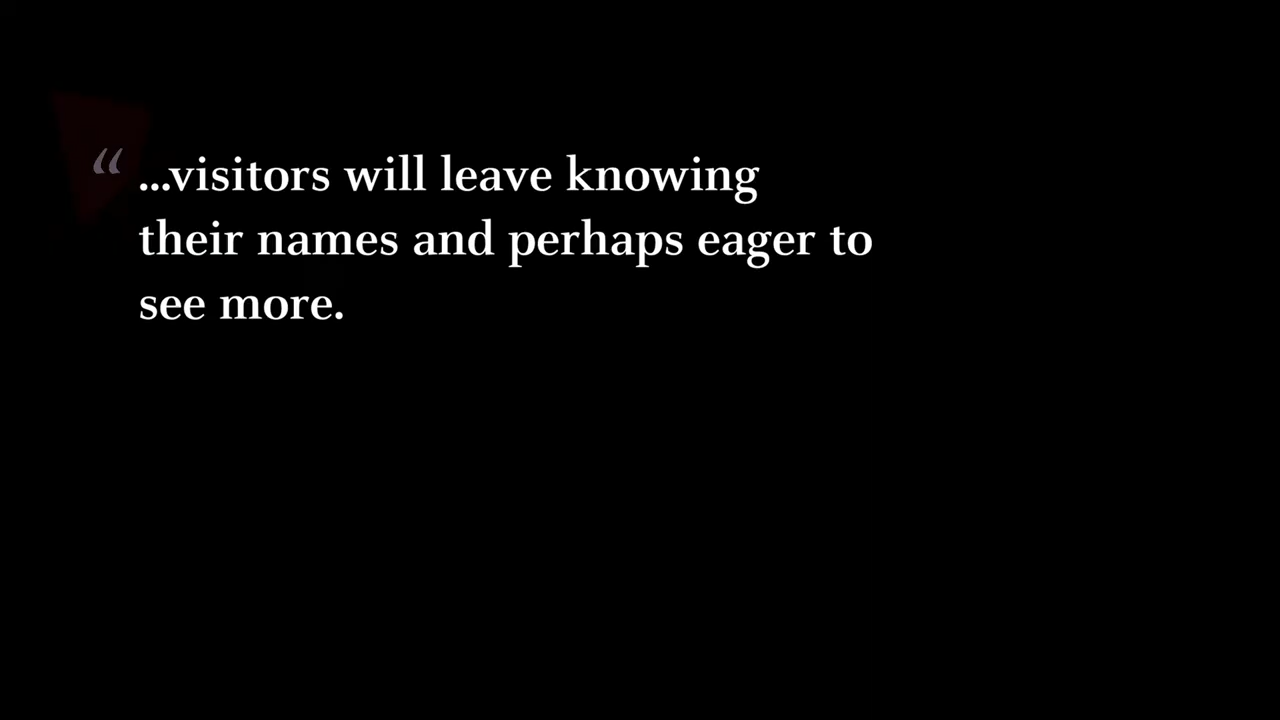 “ ...visitors will leave knowing
their names and perhaps eager to
see more.